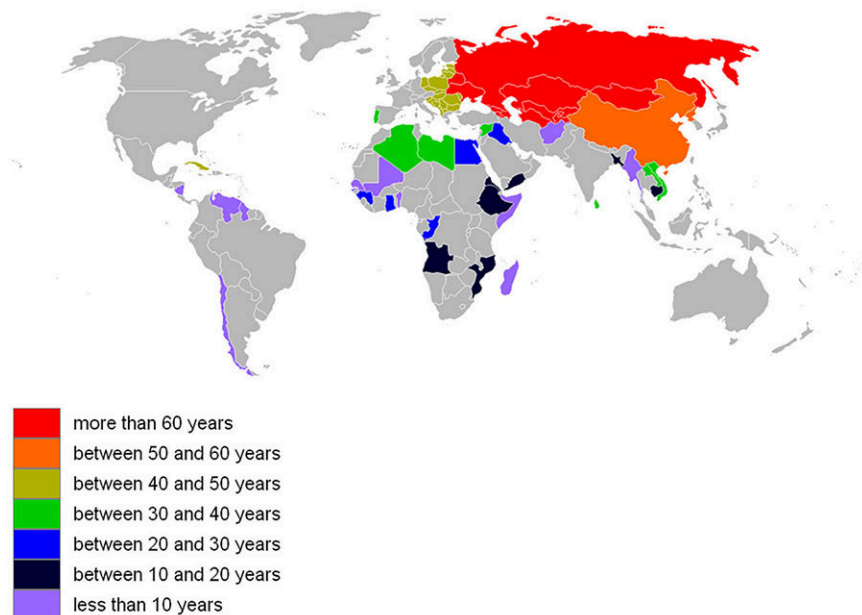 more than 60 years
between 50 and 60 years
between 40 and 50 years
between 30 and 40 years
between 20 and 30 years
between 10 and 20 years
less than 10 years